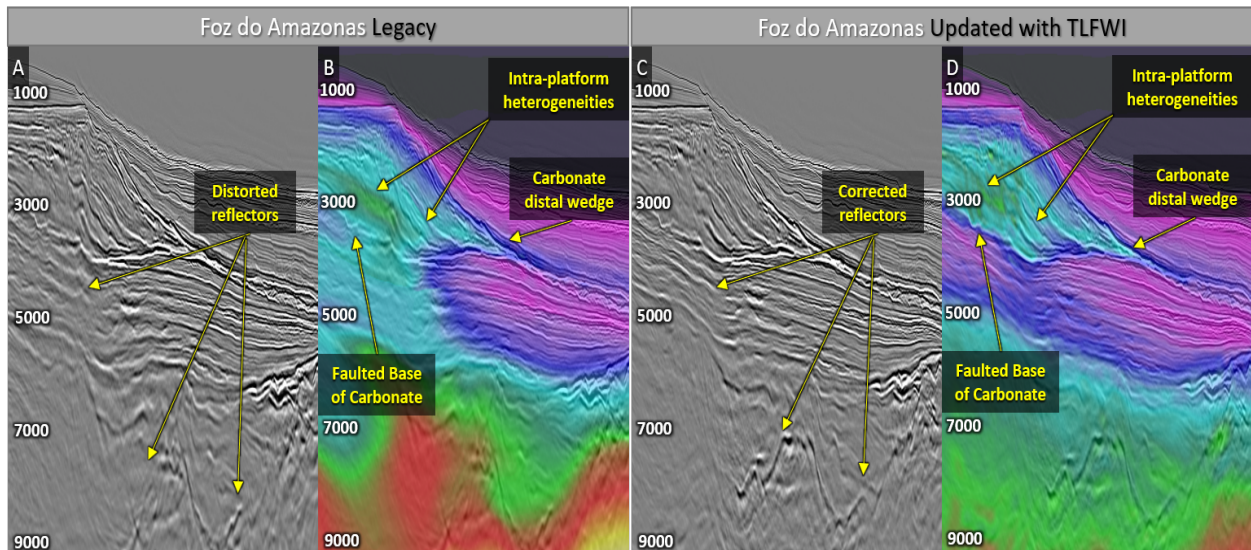 Foz do Amazonas Legacy
Foz do Amazonas Updated with TLFWI
A
1000
3000
5000
7000
9000
Distorted
reflectors
B
1000
3000
5000
7000
9000
Intra-platform
heterogeneities
Carbonate
distal wedge
Faulted Base
of Carbonate
C
1000
3000
5000
7000
9000
Corrected
reflectors
D
1000
3000
5000
7000
9000
Intra-platform
heterogeneities
Carbonate
distal wedge
Faulted Base
of Carbonate